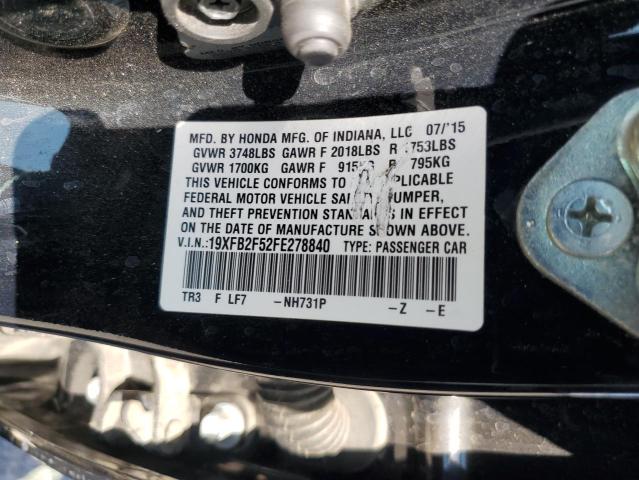 MFD. BY HONDA MFG. OF INDIANA, LLC 07/'15
GVWR 3748LBS GAWR F 2018LBS R 1753LBS
GVWR 1700KG GAWR F 915KG R 795KG
THIS VEHICLE CONFORMS TO APPLICABLE
FEDERAL MOTOR VEHICLE SAFETY, BUMPER,
AND THEFT PREVENTION STANDARDS IN EFFECT
ON THE DATE OF MANUFACTURE SHOWN ABOVE.
V.I.N.:19XFB2F52FE278840 TYPE: PASSENGER CAR
TR3 F LF7 -NH731P -Z -E